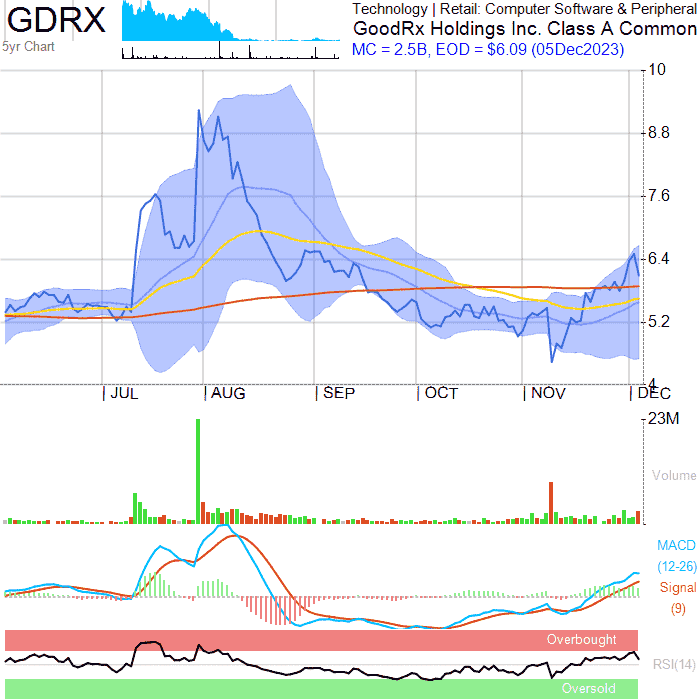 GDRX
5yr Chart
Technology | Retail: Computer Software & Peripheral
GoodRx Holdings Inc. Class A Common
MC = 2.5B, EOD = $6.09 (05Dec2023)
10
8.8
7.6
6.4
5.2
4
JUL
AUG
SEP
OCT
NOV
DEC
23M
Volume
MACD
(12-26)
Signal
(9)
Overbought
RSI(14)
Oversold